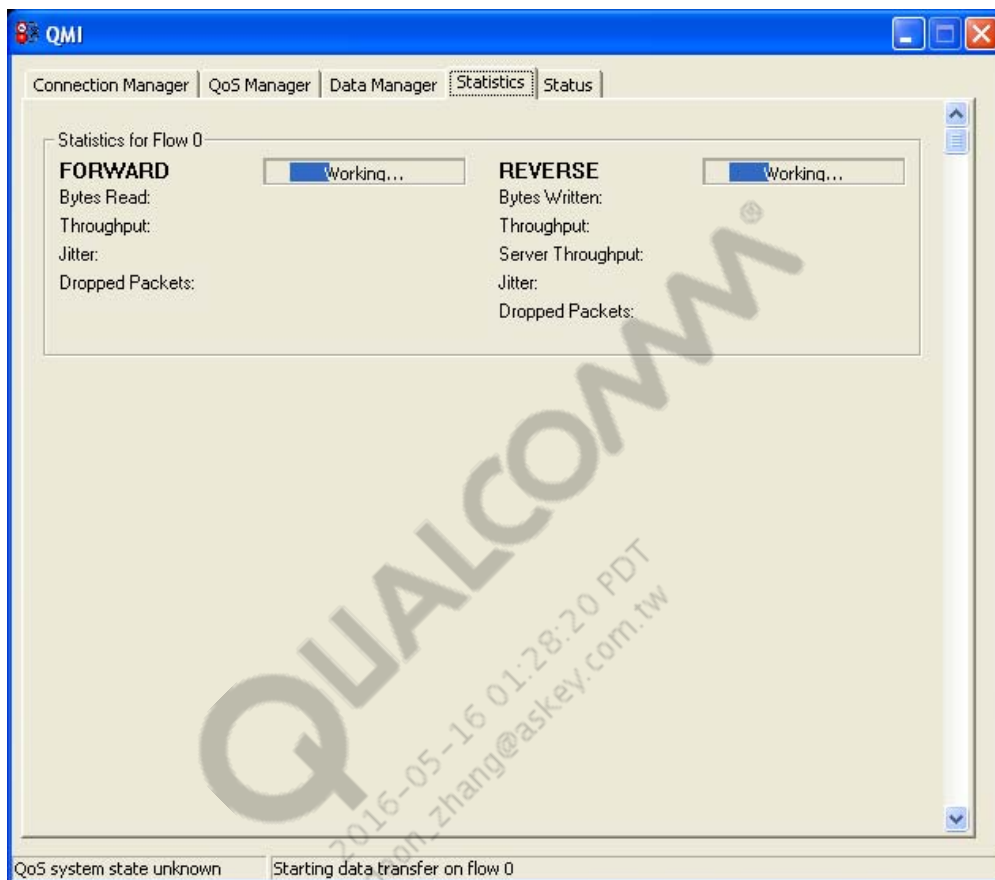 QMI
Connection Manager QoS Manager Data Manager Statistics Status
Statistics for Flow 0
FORWARD Working...
Bytes Read:
Throughput:
Jitter:
Dropped Packets:
REVERSE Working...
Bytes Written:
Throughput:
Server Throughput:
Jitter:
Dropped Packets:
QUALCOMM®
2016-05-16 01:28:20 PDT
zhang@askey.com.tw
QoS system state unknown Starting data transfer on flow 0